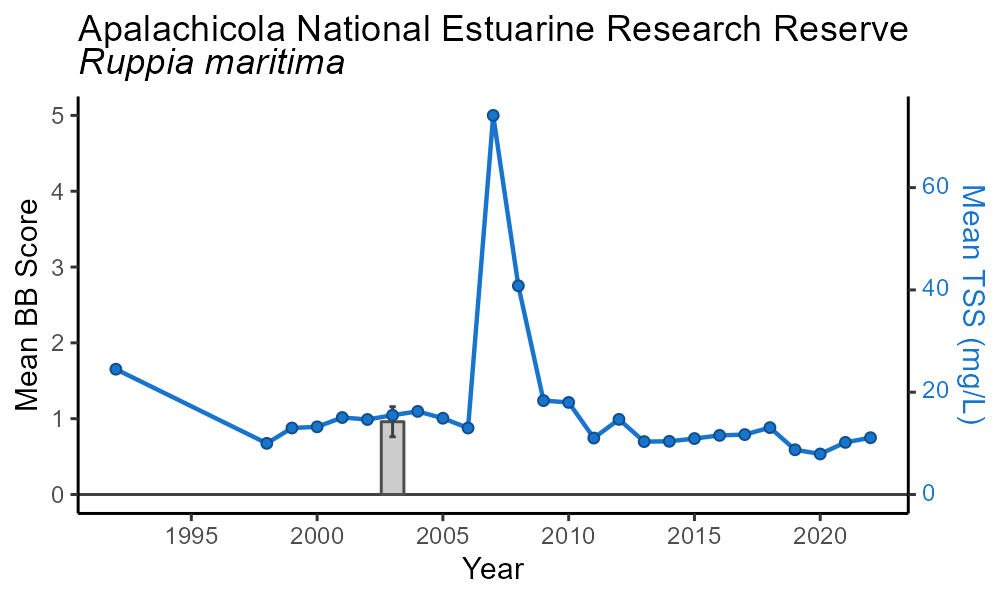 Apalachicola National Estuarine Research Reserve
Ruppia maritima
Mean BB Score
5
4
3
2
1
0
60
40
20
0
Mean TSS (mg/L)
1995 2000 2005 2010 2015 2020
Year